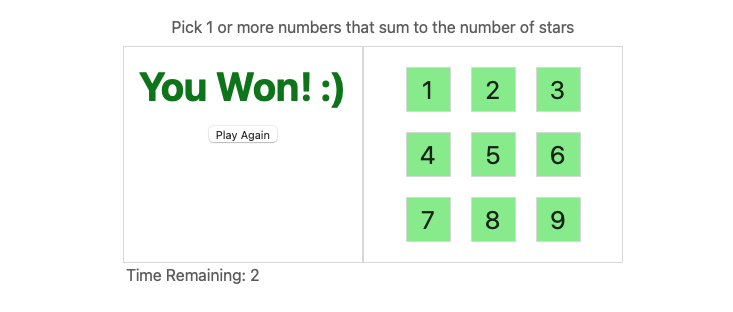 Pick 1 or more numbers that sum to the number of stars
You Won! :)
Play Again
1 2 3
4 5 6
7 8 9
Time Remaining: 2